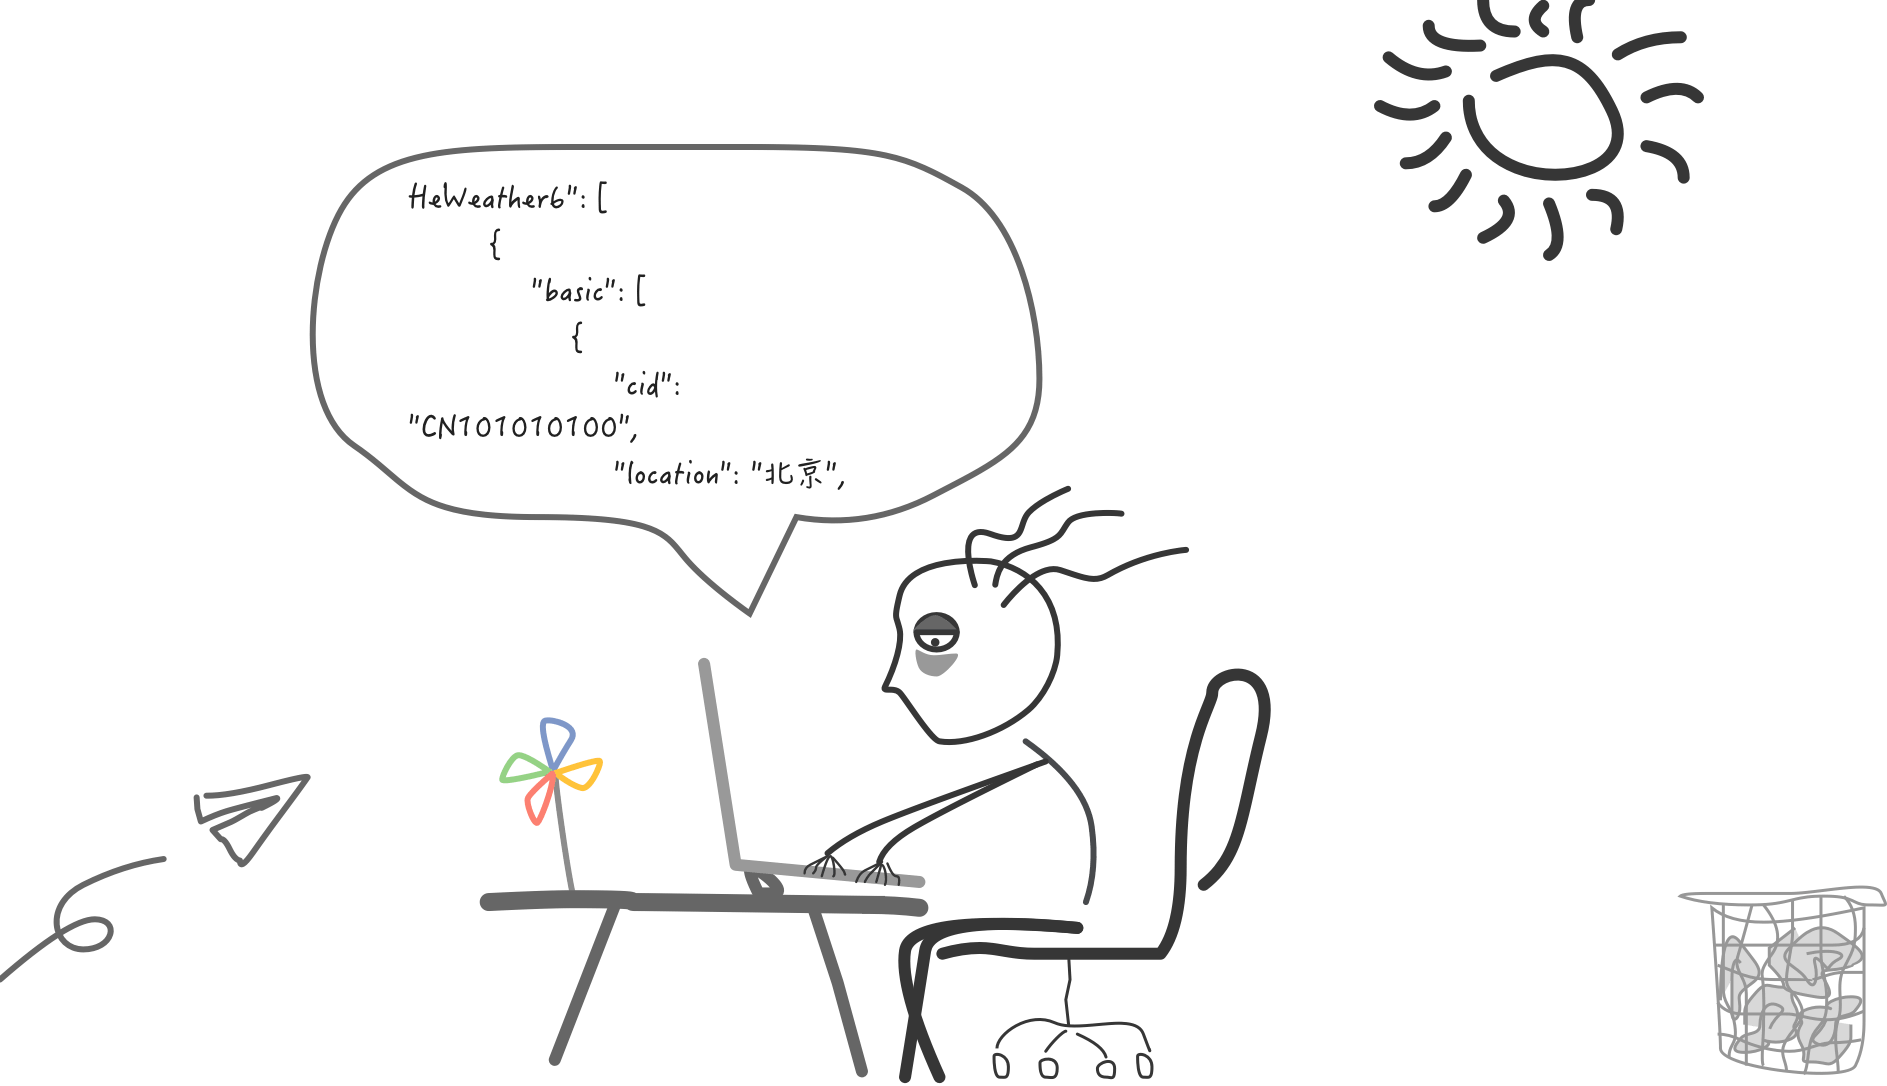 HeWeather6": [
{
"basic": [
{
"cid":
"CN101010100",
"location": "北京",